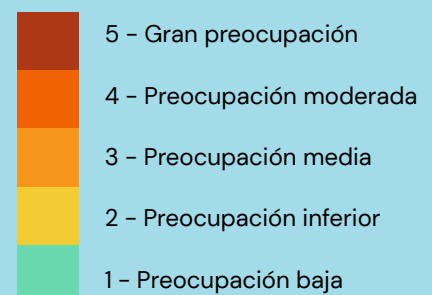 5 – Gran preocupación
4 – Preocupación moderada
3 – Preocupación media
2 – Preocupación inferior
1 – Preocupación baja